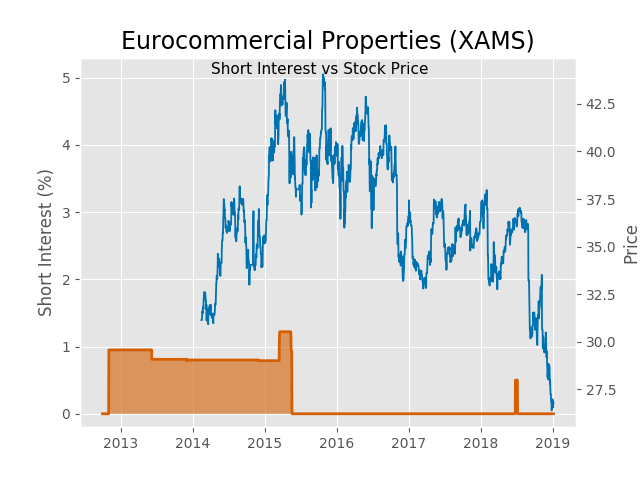 Eurocommercial Properties (XAMS)
Short Interest vs Stock Price
Short Interest (%)
5
4
3
2
1
0
42.5
40.0
37.5
35.0
32.5
30.0
27.5
Price
2013 2014 2015 2016 2017 2018 2019